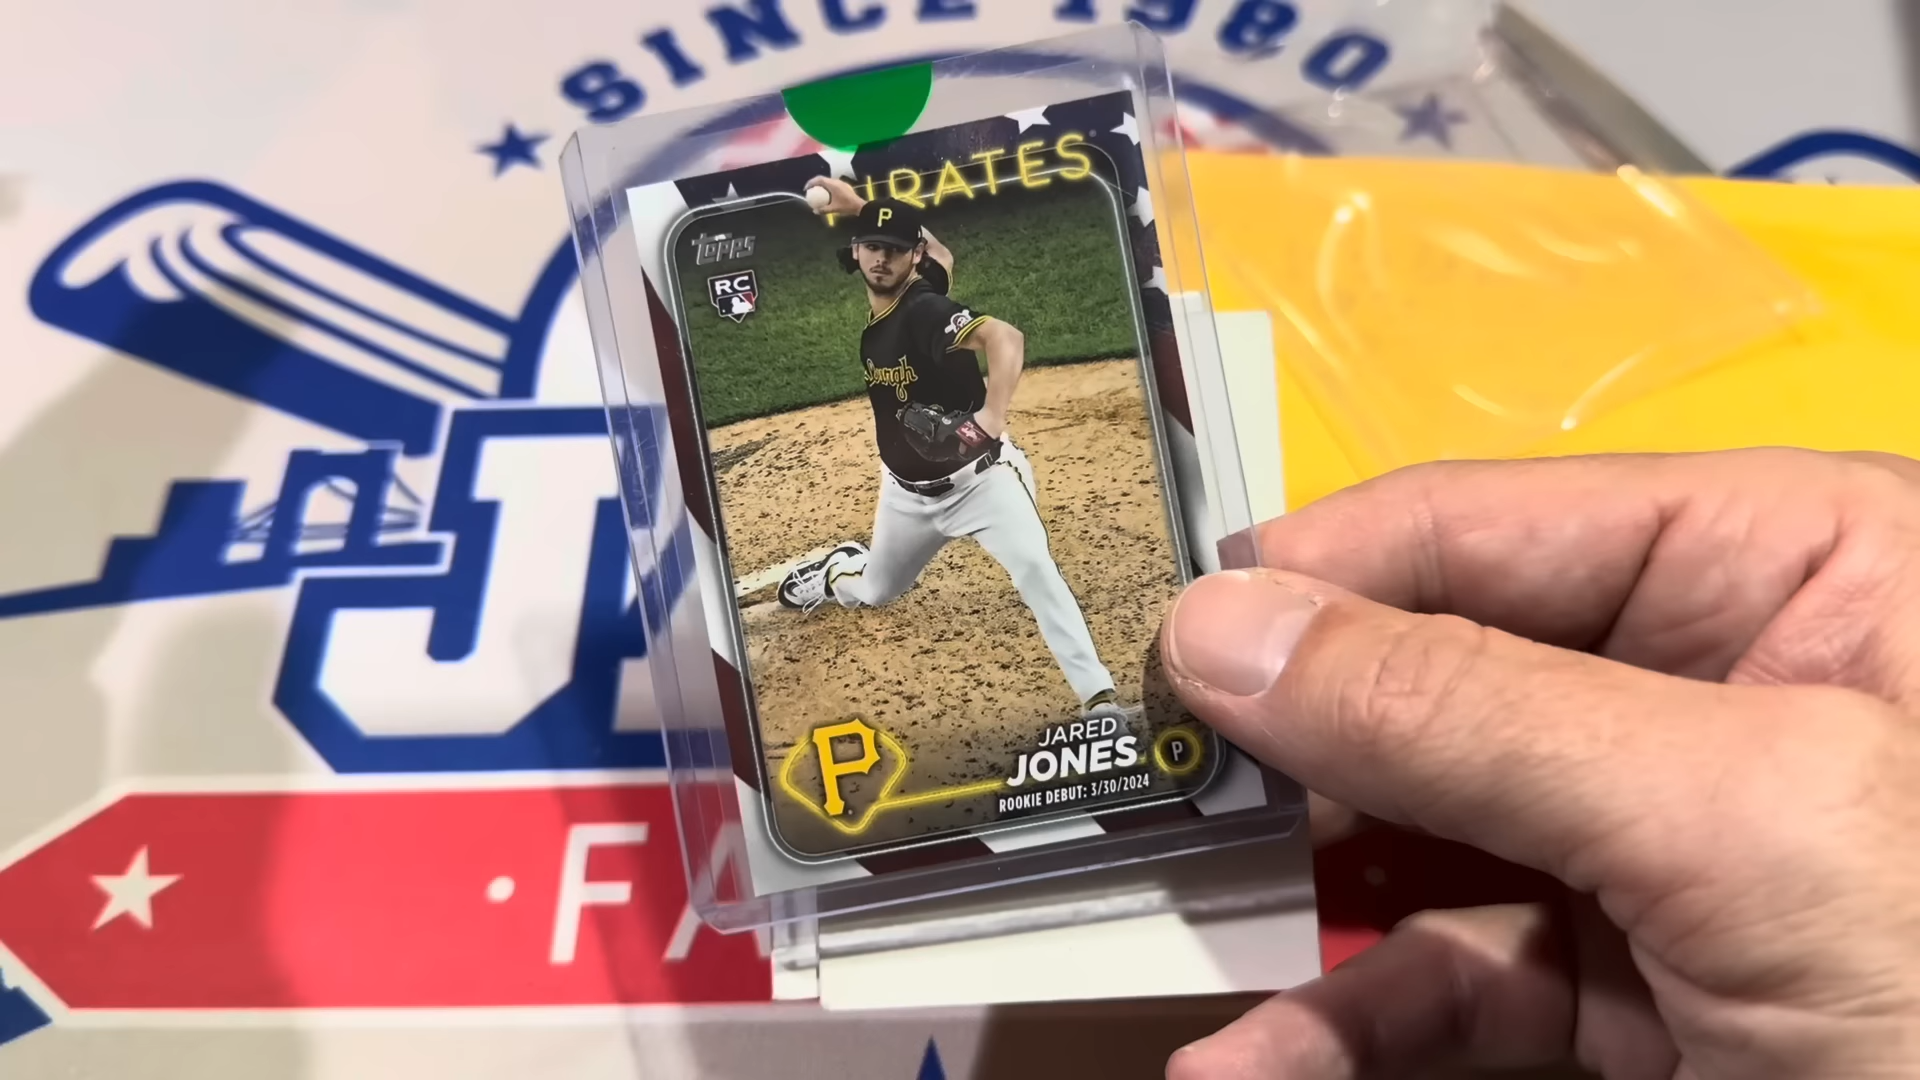 SINCE 1980
PIRATES
P
Topps
RC
P
JARED
JONES
P
ROOKIE DEBUT: 3/30/2024
J
FA